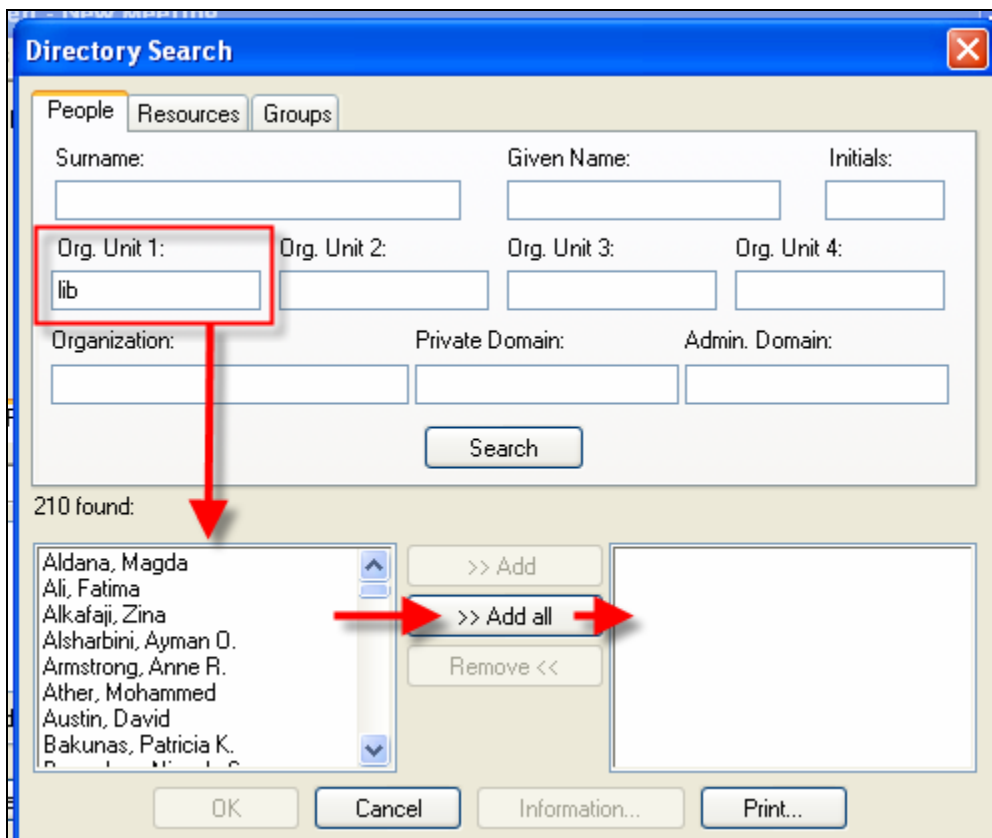 - New Meeting
Directory Search
People Resources Groups
Surname: Given Name: Initials:
Org. Unit 1: Org. Unit 2: Org. Unit 3: Org. Unit 4:
lib
Organization: Private Domain: Admin. Domain:
Search
210 found:
Aldana, Magda
Ali, Fatima
Alkafaji, Zina
Alsharbini, Ayman O.
Armstrong, Anne R.
Ather, Mohammed
Austin, David
Bakunas, Patricia K.
>> Add
>> Add all
Remove <<
OK Cancel Information... Print...